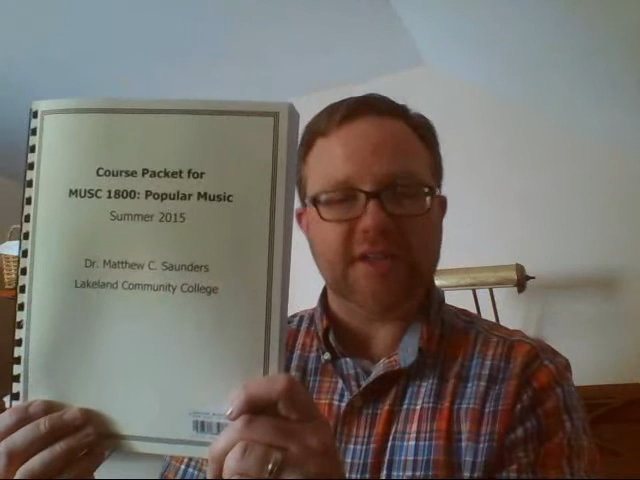 Course Packet for
MUSC 1800: Popular Music
Summer 2015
Dr. Matthew C. Saunders
Lakeland Community College